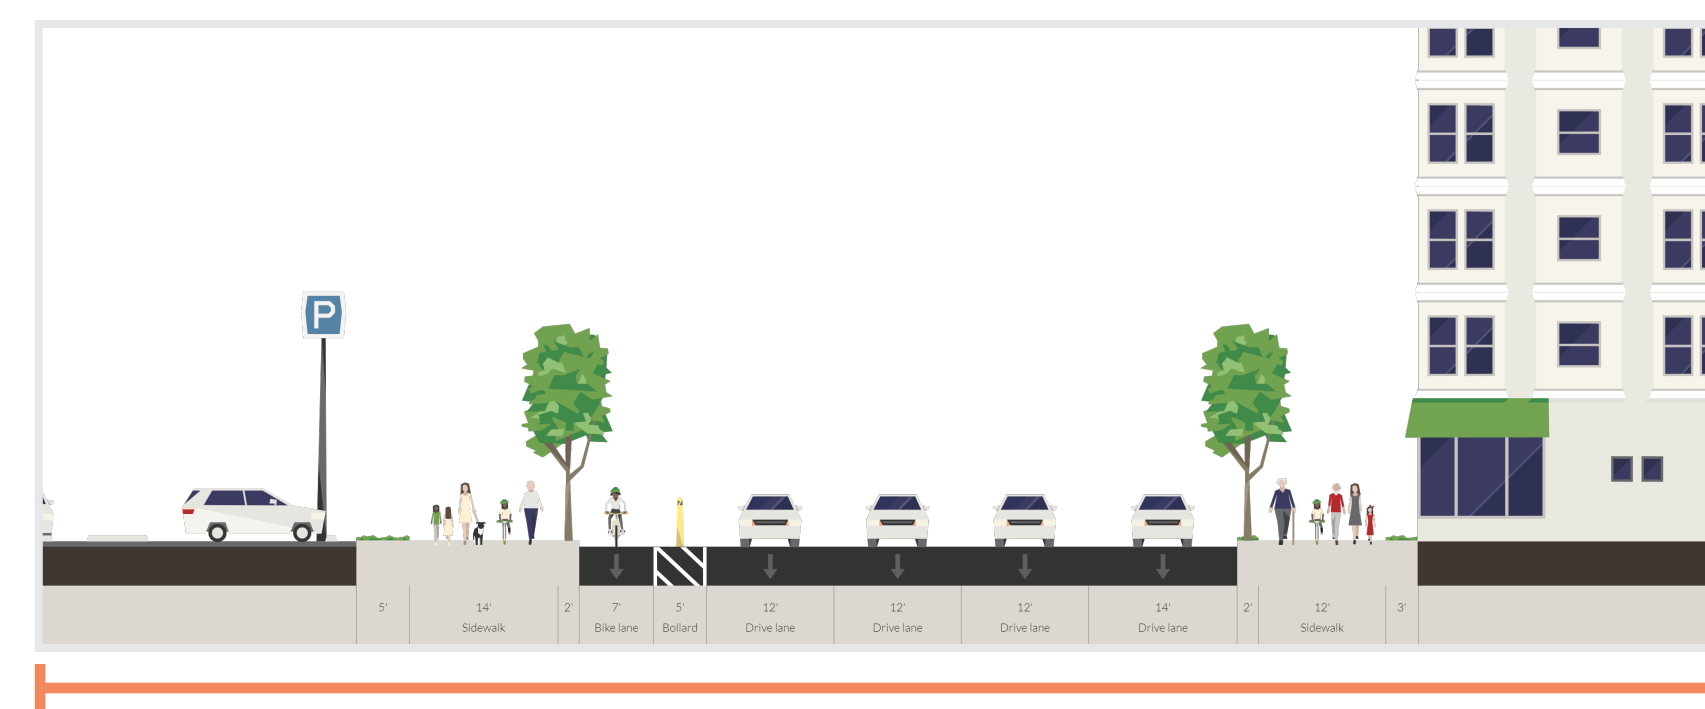 P
5' 14' 2' 7' 5' 12' 12' 12' 14' 2' 12' 3'
Sidewalk Bike lane Bollard Drive lane Drive lane Drive lane Drive lane Sidewalk